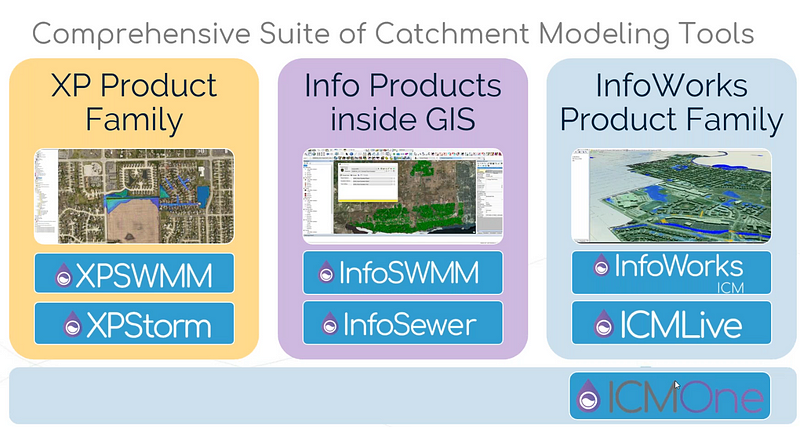 Comprehensive Suite of Catchment Modeling Tools
XP Product
Family
XPSWMM
XPStorm
Info Products
inside GIS
InfoSWMM
InfoSewer
InfoWorks
Product Family
InfoWorks
ICM
ICMLive
ICMOne